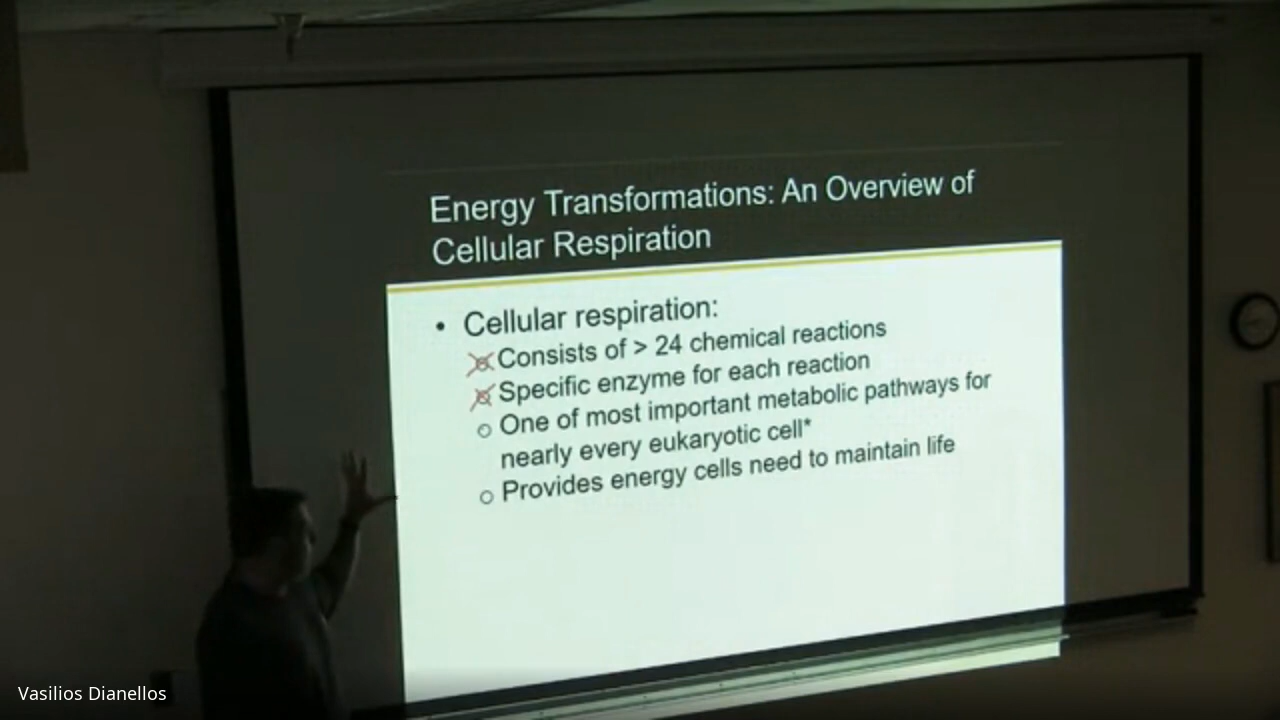 Energy Transformations: An Overview of
Cellular Respiration
• Cellular respiration:
Consists of > 24 chemical reactions
Specific enzyme for each reaction
o One of most important metabolic pathways for
nearly every eukaryotic cell*
o Provides energy cells need to maintain life
Vasilios Dianellos